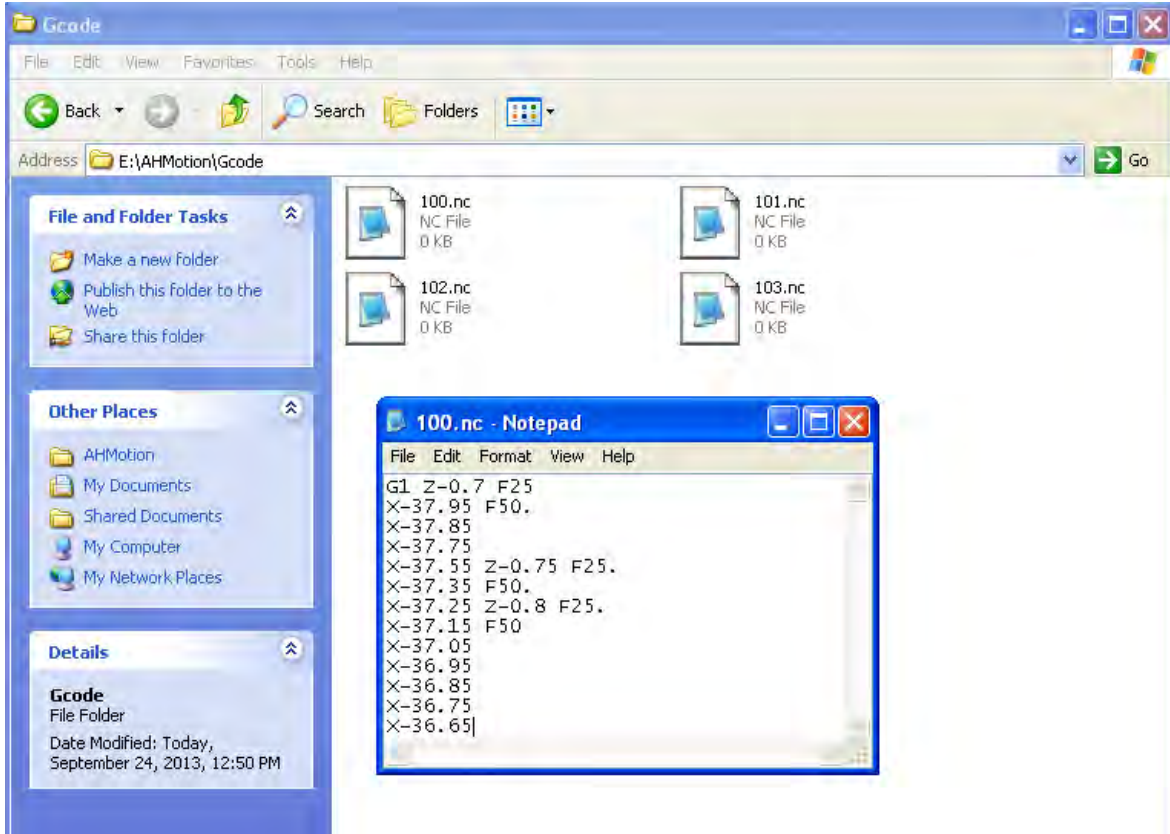 Gcode
File Edit View Favorites Tools Help
Back Search Folders
Address E:\AHMotion\Gcode Go
File and Folder Tasks
Make a new folder
Publish this folder to the
Web
Share this folder
Other Places
AHMotion
My Documents
Shared Documents
My Computer
My Network Places
Details
Gcode
File Folder
Date Modified: Today,
September 24, 2013, 12:50 PM
100.nc
NC File
0 KB
101.nc
NC File
0 KB
102.nc
NC File
0 KB
103.nc
NC File
0 KB
100.nc - Notepad
File Edit Format View Help
G1 Z-0.7 F25
X-37.95 F50.
X-37.85
X-37.75
X-37.55 Z-0.75 F25.
X-37.35 F50.
X-37.25 Z-0.8 F25.
X-37.15 F50
X-37.05
X-36.95
X-36.85
X-36.75
X-36.65